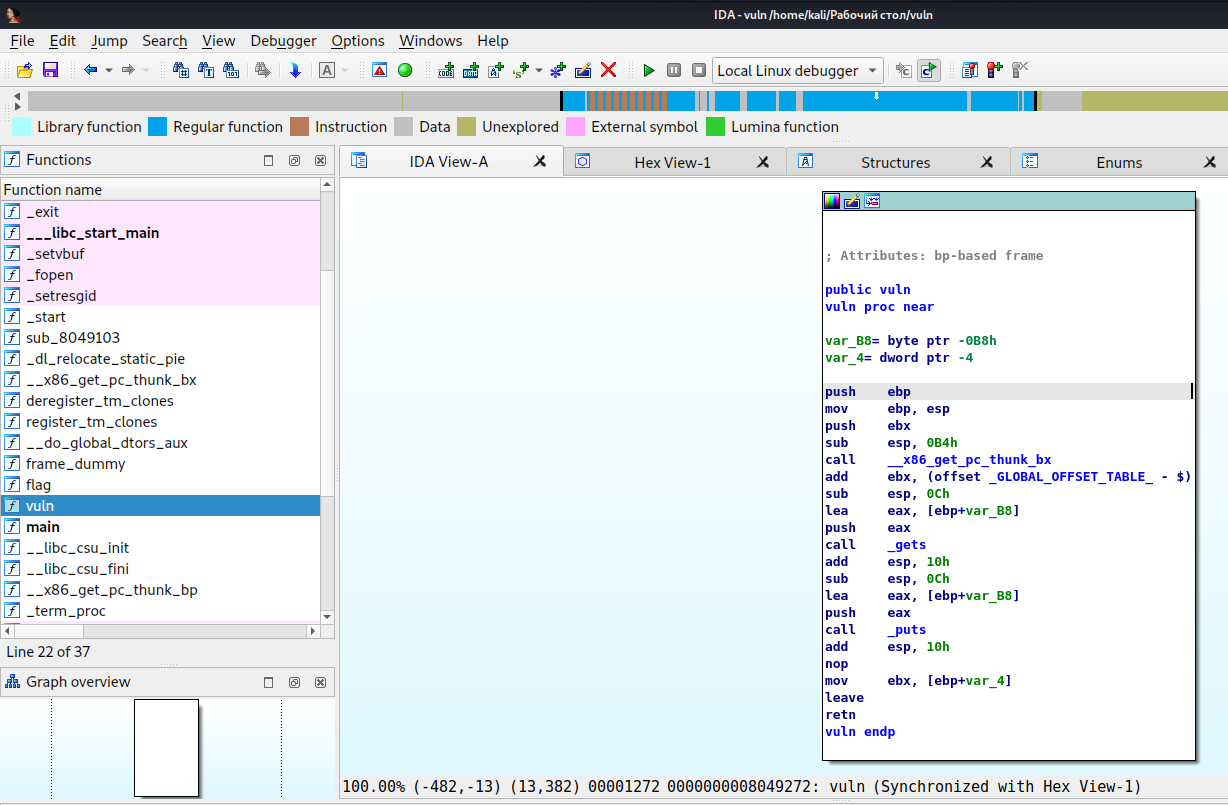 IDA - vuln /home/kali/Рабочий стол/vuln
File Edit Jump Search View Debugger Options Windows Help
Local Linux debugger
Library function Regular function Instruction Data Unexplored External symbol Lumina function
Functions
IDA View-A Hex View-1 Structures Enums
Function name
_exit
___libc_start_main
_setvbuf
_fopen
_setresgid
_start
sub_8049103
_dl_relocate_static_pie
__x86_get_pc_thunk_bx
deregister_tm_clones
register_tm_clones
__do_global_dtors_aux
frame_dummy
flag
vuln
main
__libc_csu_init
__libc_csu_fini
__x86_get_pc_thunk_bp
_term_proc
Line 22 of 37
Graph overview
; Attributes: bp-based frame
public vuln
vuln proc near
var_B8= byte ptr -0B8h
var_4= dword ptr -4
push ebp
mov ebp, esp
push ebx
sub esp, 0B4h
call __x86_get_pc_thunk_bx
add ebx, (offset _GLOBAL_OFFSET_TABLE_ - $)
sub esp, 0Ch
lea eax, [ebp+var_B8]
push eax
call _gets
add esp, 10h
sub esp, 0Ch
lea eax, [ebp+var_B8]
push eax
call _puts
add esp, 10h
nop
mov ebx, [ebp+var_4]
leave
retn
vuln endp
100.00% (-482,-13) (13,382) 00001272 0000000008049272: vuln (Synchronized with Hex View-1)